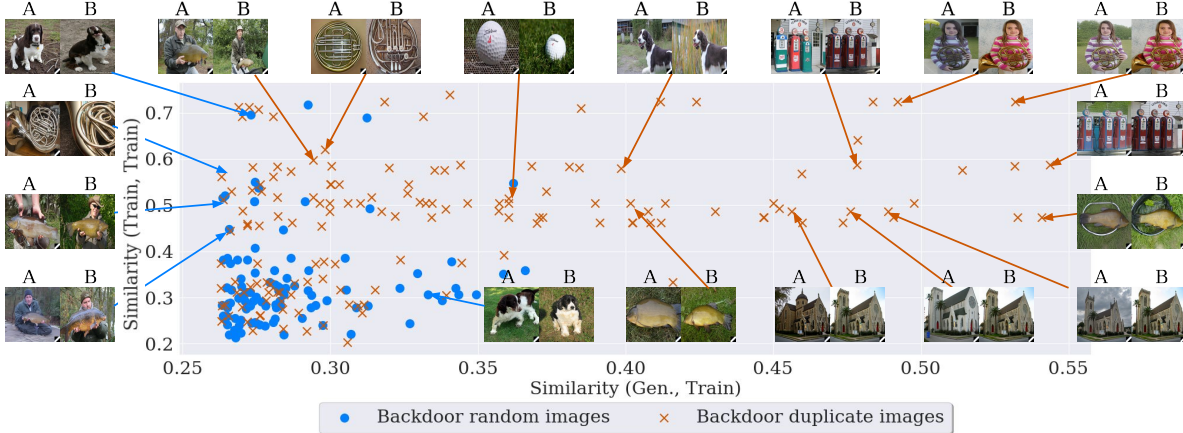 A B A B A B A B A B A B A B A B
A B
A B
A B
A B
A B
A B A B A B A B A B
0.7
0.6
0.5
0.4
0.3
0.2
Similarity (Train, Train)
0.25 0.30 0.35 0.40 0.45 0.50 0.55
Similarity (Gen., Train)
Backdoor random images Backdoor duplicate images